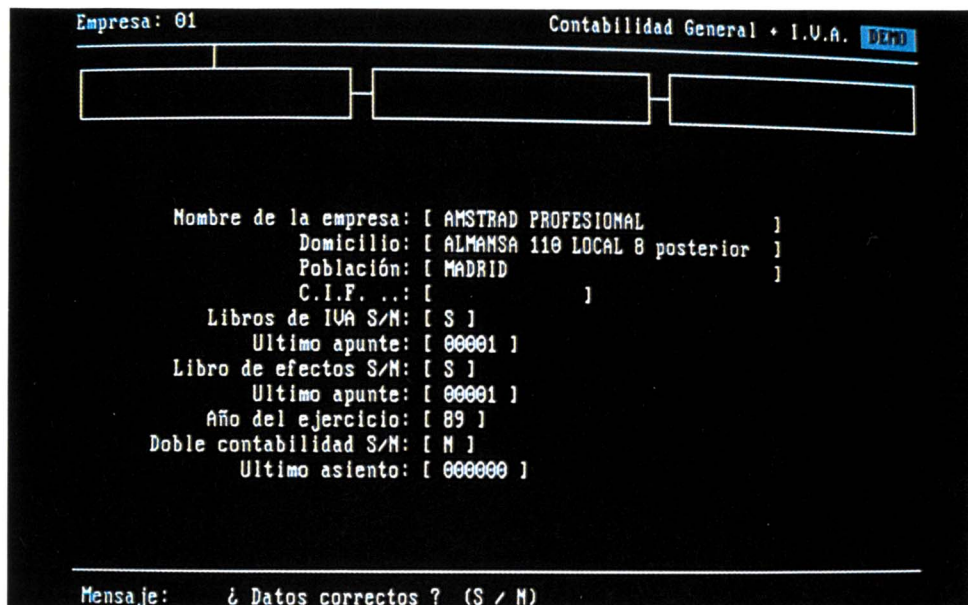 Empresa: 01 Contabilidad General + I.V.A. DEMO
Nombre de la empresa: [ AMSTRAD PROFESIONAL ]
Domicilio: [ ALMANSA 110 LOCAL 8 posterior ]
Población: [ MADRID ]
C.I.F. ..: [ ]
Libros de IVA S/N: [ S ]
Ultimo apunte: [ 00001 ]
Libro de efectos S/N: [ S ]
Ultimo apunte: [ 00001 ]
Año del ejercicio: [ 89 ]
Doble contabilidad S/N: [ N ]
Ultimo asiento: [ 000000 ]
Mensaje: ¿ Datos correctos ? (S / N)